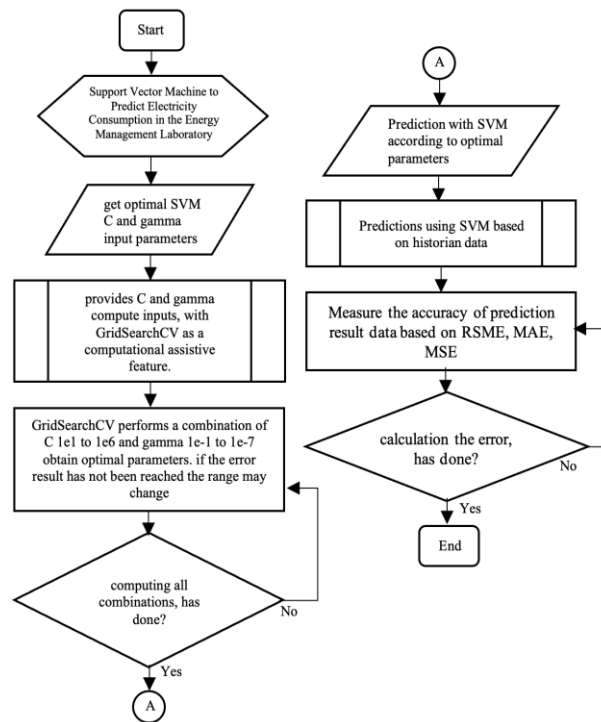 Start
Support Vector Machine to
Predict Electricity
Consumption in the Energy
Management Laboratory
get optimal SVM
C and gamma
input parameters
provides C and gamma
compute inputs, with
GridSearchCV as a
computational assistive
feature.
GridSearchCV performs a combination of
C 1e1 to 1e6 and gamma 1e-1 to 1e-7
obtain optimal parameters. if the error
result has not been reached the range may
change
computing all
combinations, has
done?
No
Yes
A
A
Prediction with SVM
according to optimal
parameters
Predictions using SVM based
on historian data
Measure the accuracy of prediction
result data based on RSME, MAE,
MSE
calculation the error,
has done?
No
Yes
End